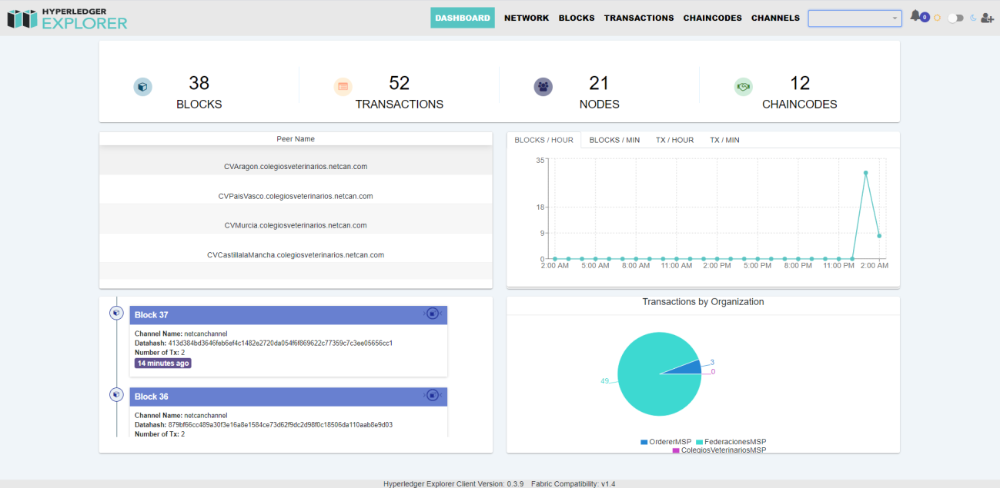 HYPERLEDGER
EXPLORER
DASHBOARD NETWORK BLOCKS TRANSACTIONS CHAINCODES CHANNELS 0
38 52 21 12
BLOCKS TRANSACTIONS NODES CHAINCODES
Peer Name
CVAragon.colegiosveterinarios.netcan.com
CVPaisVasco.colegiosveterinarios.netcan.com
CVMurcia.colegiosveterinarios.netcan.com
CVCastillalaMancha.colegiosveterinarios.netcan.com
BLOCKS / HOUR BLOCKS / MIN TX / HOUR TX / MIN
35
18
9
0
2:00 AM 5:00 AM 8:00 AM 11:00 AM 2:00 PM 5:00 PM 8:00 PM 11:00 PM 2:00 AM
Block 37
Channel Name: netcanchannel
Datahash: 413d384bd3646feb6ef4c1482e2720da054f6f869622c77359c7c3ee05656cc1
Number of Tx: 2
14 minutes ago
Block 36
Channel Name: netcanchannel
Datahash: 879bf66cc489a30f3e16a8e1584ce73d62f9dc2d98f0c18506da110aab8e9d03
Number of Tx: 2
Transactions by Organization
3
0
49
OrdererMSP FederacionesMSP
ColegiosVeterinariosMSP
Hyperledger Explorer Client Version: 0.3.9 Fabric Compatibility: v1.4